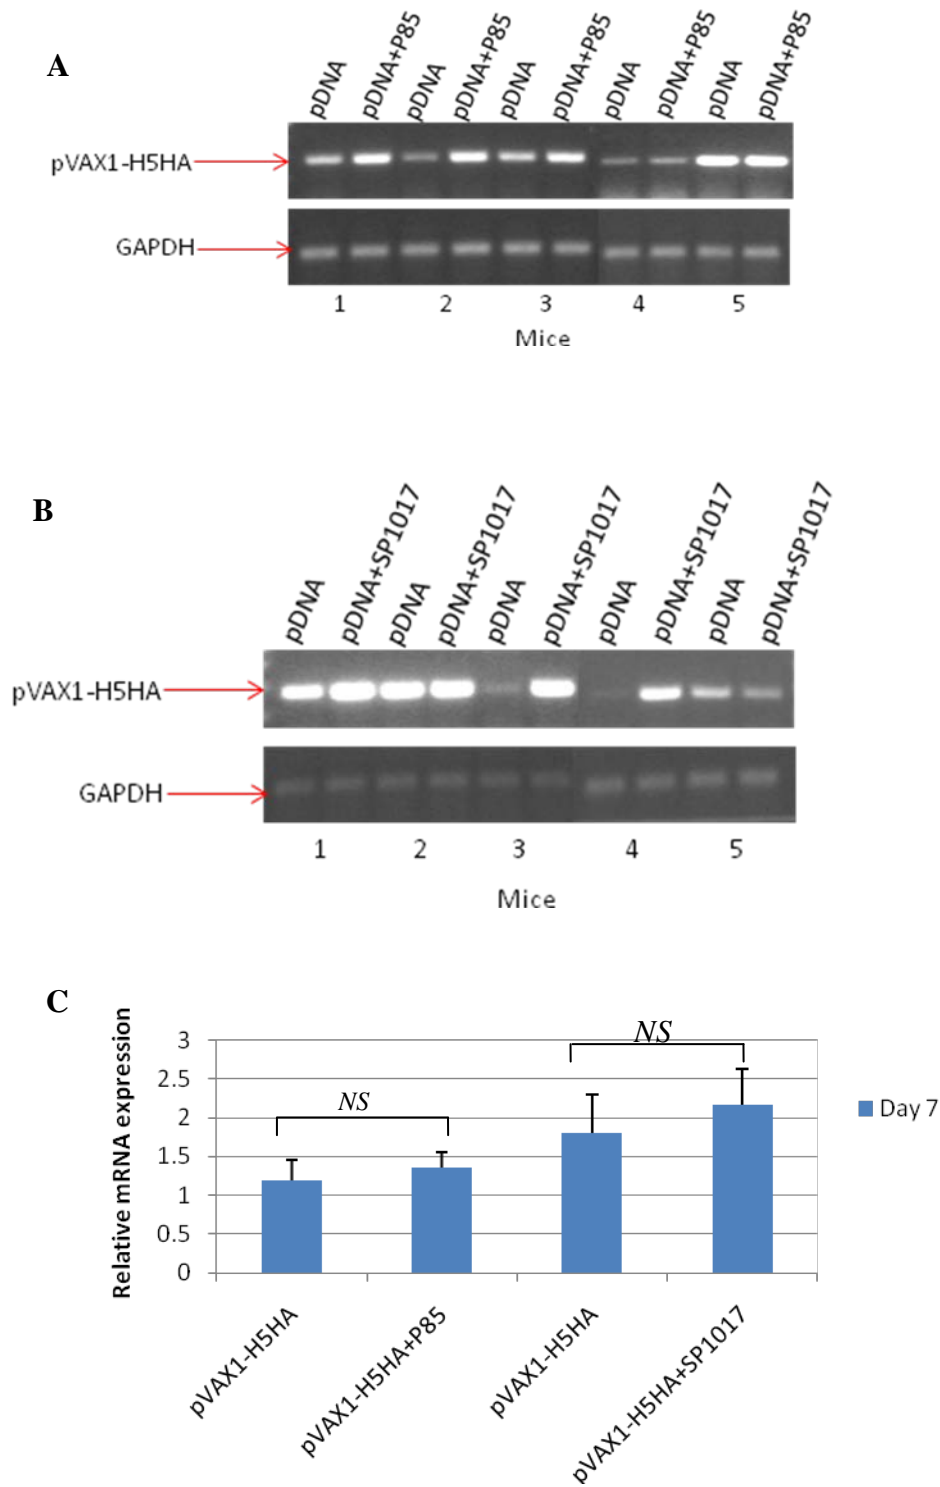 A
pDNA
pDNA+P85
pDNA
pDNA+P85
pDNA
pDNA+P85
pDNA
pDNA+P85
pDNA
pDNA+P85
pVAX1-H5HA
GAPDH
1 2 3 4 5
Mice
B
pDNA
pDNA+SP1017
pDNA
pDNA+SP1017
pDNA
pDNA+SP1017
pDNA
pDNA+SP1017
pDNA
pDNA+SP1017
pVAX1-H5HA
GAPDH
1 2 3 4 5
Mice
C
Relative mRNA expression
3
2.5
2
1.5
1
0.5
0
NS
NS
Day 7
pVAX1-H5HA
pVAX1-H5HA+P85
pVAX1-H5HA
pVAX1-H5HA+SP1017